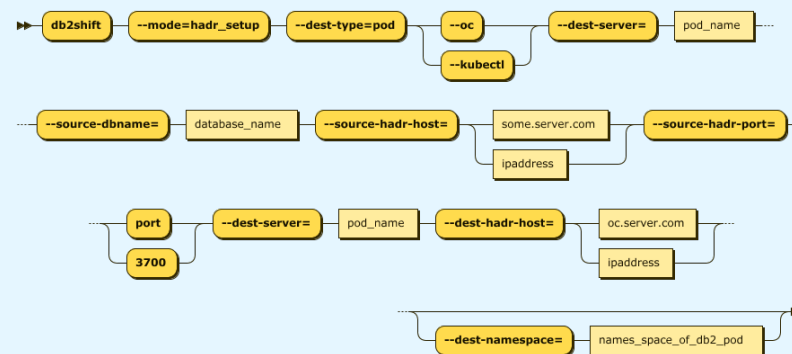 db2shift --mode=hadr_setup --dest-type=pod --oc --dest-server= pod_name
--kubectl
--source-dbname= database_name --source-hadr-host= some.server.com --source-hadr-port=
ipaddress
port --dest-server= pod_name --dest-hadr-host= oc.server.com
3700 ipaddress
--dest-namespace= names_space_of_db2_pod